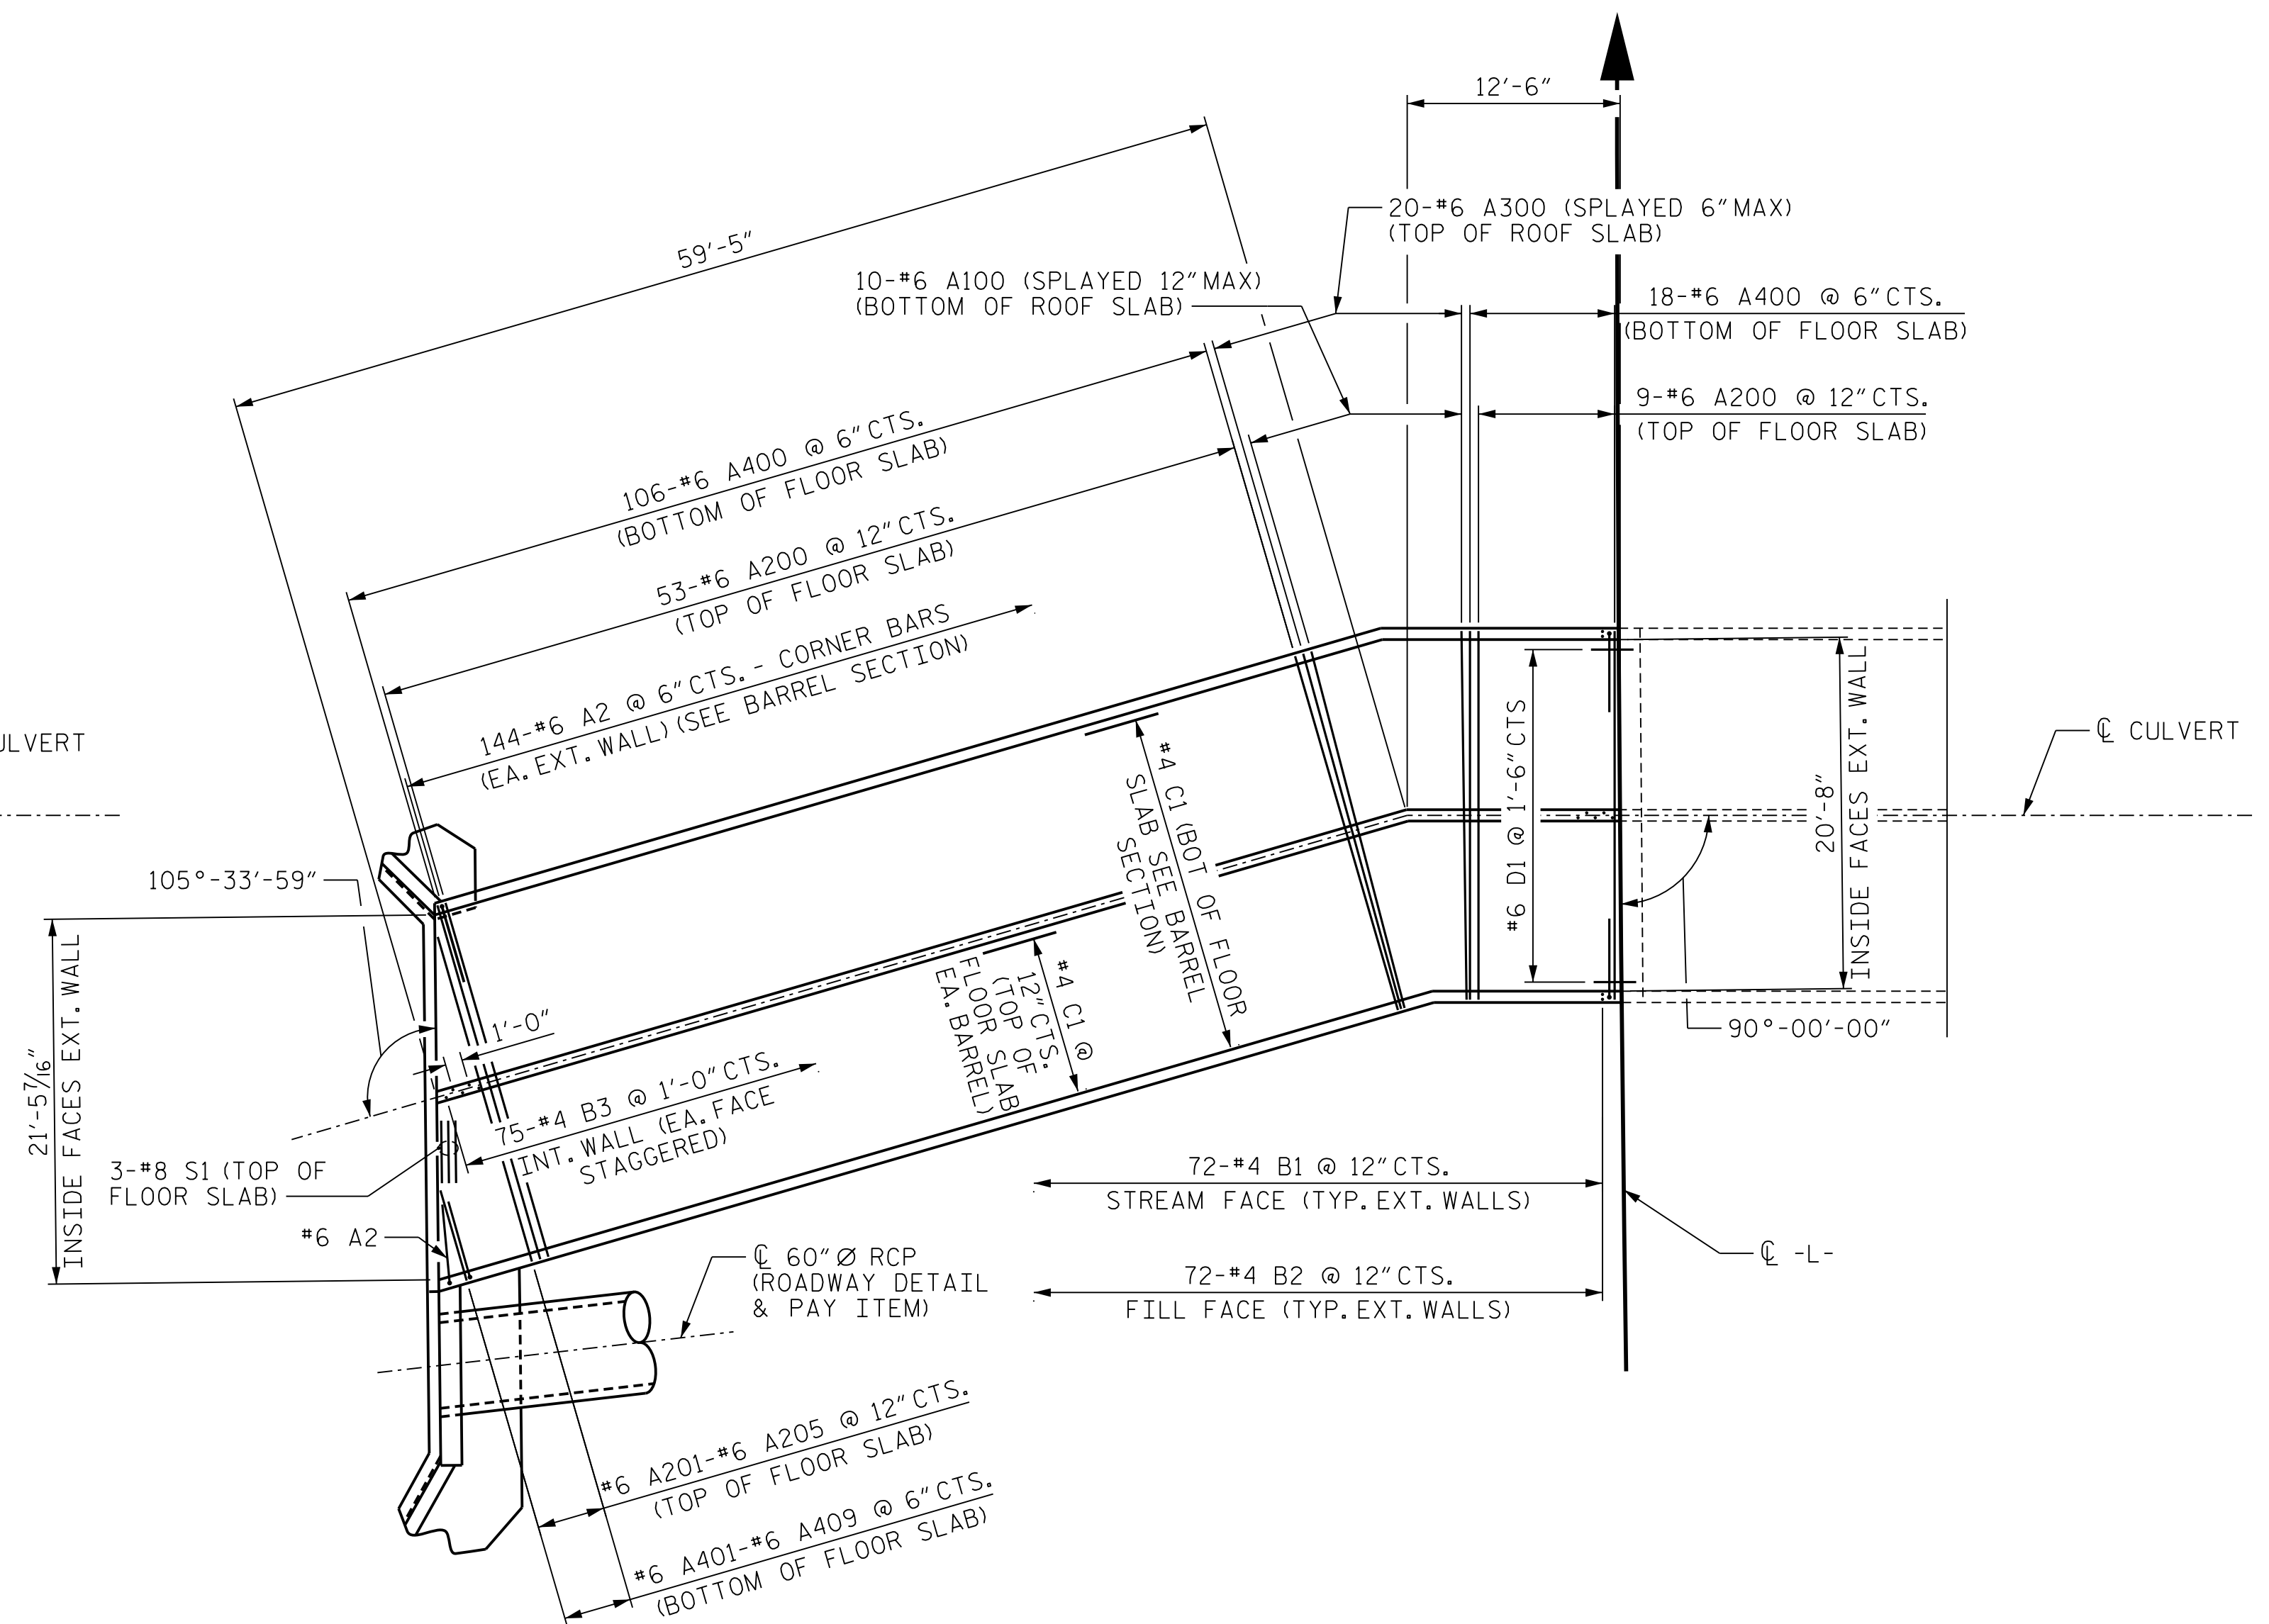 12'-6"
20-#6 A300 (SPLAYED 6"MAX)
(TOP OF ROOF SLAB)
59'-5"
10-#6 A100 (SPLAYED 12"MAX)
(BOTTOM OF ROOF SLAB)
18-#6 A400 @ 6"CTS.
(BOTTOM OF FLOOR SLAB)
9-#6 A200 @ 12"CTS.
(TOP OF FLOOR SLAB)
106-#6 A400 @ 6"CTS.
(BOTTOM OF FLOOR SLAB)
53-#6 A200 @ 12"CTS.
(TOP OF FLOOR SLAB)
144-#6 A2 @ 6"CTS. - CORNER BARS
(EA. EXT. WALL) (SEE BARREL SECTION)
ULVERT
℄ CULVERT
#4 C1 (BOT OF FLOOR
SLAB SEE BARREL
SECTION)
#6 D1 @ 1'-6"CTS
20'-8"
INSIDE FACES EXT. WALL
105°-33'-59"
#4 C1 @
12"CTS.
(TOP OF
FLOOR SLAB
EA. BARREL)
90°-00'-00"
1'-0"
21'-5 7/16"
INSIDE FACES EXT. WALL
75-#4 B3 @ 1'-0"CTS.
INT. WALL (EA. FACE
STAGGERED)
3-#8 S1 (TOP OF
FLOOR SLAB)
72-#4 B1 @ 12"CTS.
STREAM FACE (TYP. EXT. WALLS)
#6 A2
℄ 60"Ø RCP
(ROADWAY DETAIL
& PAY ITEM)
℄ -L-
72-#4 B2 @ 12"CTS.
FILL FACE (TYP. EXT. WALLS)
#6 A201-#6 A205 @ 12"CTS.
(TOP OF FLOOR SLAB)
#6 A401-#6 A409 @ 6"CTS.
(BOTTOM OF FLOOR SLAB)